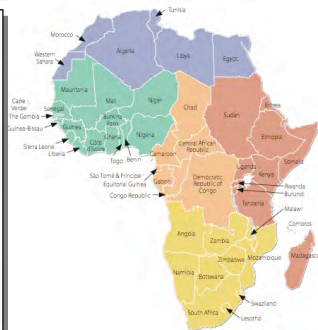 Tunisia
Morocco
Algeria
Libya
Egypt
Western
Sahara
Mauritania
Mali
Niger
Chad
Sudan
Eritrea
Cape
Verde
Senegal
The Gambia
Guinea-Bissau
Guinea
Sierra Leone
Liberia
Côte
d'Ivoire
Burkina
Faso
Ghana
Togo
Benin
Nigeria
Cameroon
Central African
Republic
Ethiopia
Somalia
São Tomé & Príncipe
Equatorial Guinea
Gabon
Congo Republic
Democratic
Republic of
Congo
Uganda
Kenya
Rwanda
Burundi
Tanzania
Malawi
Comoros
Angola
Zambia
Mozambique
Madagasc
Zimbabwe
Namibia
Botswana
Swaziland
South Africa
Lesotho